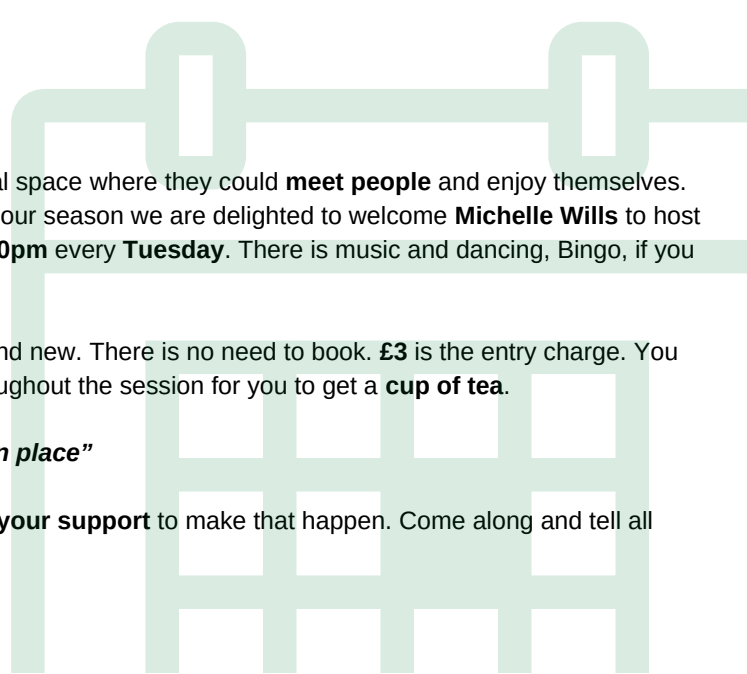 space where they could meet people and enjoy themselves.
our season we are delighted to welcome Michelle Wills to host
0pm every Tuesday. There is music and dancing, Bingo, if you
new. There is no need to book. £3 is the entry charge. You
the session for you to get a cup of tea.
place”
your support to make that happen. Come along and tell all